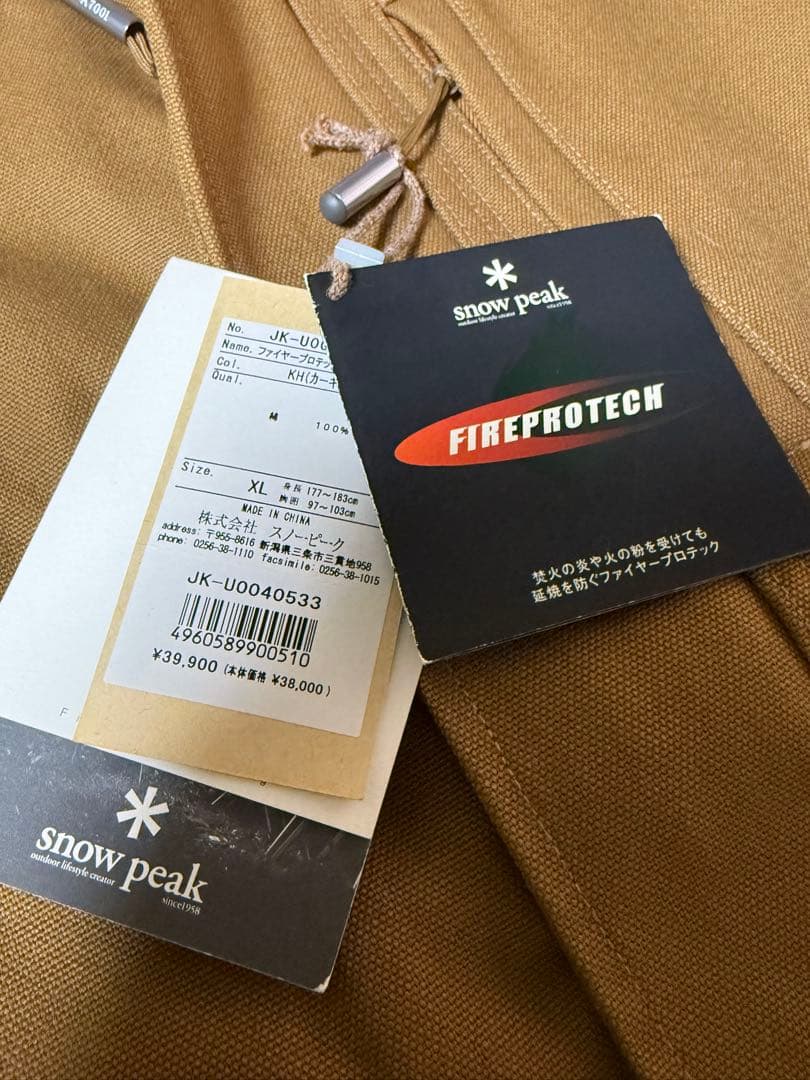 K700L
No. JK-U00
Name. ファイヤープロテッ
Col. KH(カーキ
Qual.
綿 100%
Size. XL 身長 177~183cm
胸囲 97~103cm
MADE IN CHINA
株式会社 スノーピーク
address: 〒955-8616 新潟県三条市三貫地958
phone: 0256-38-1110 facsimile: 0256-38-1015
JK-U0040533
4960589900510
¥39,900 (本体価格 ¥38,000)
snow peak
outdoor lifestyle creator since1958
FIREPROTECH
焚火の炎や火の粉を受けても
延焼を防ぐファイヤープロテック
snow peak
outdoor lifestyle creator
since1958